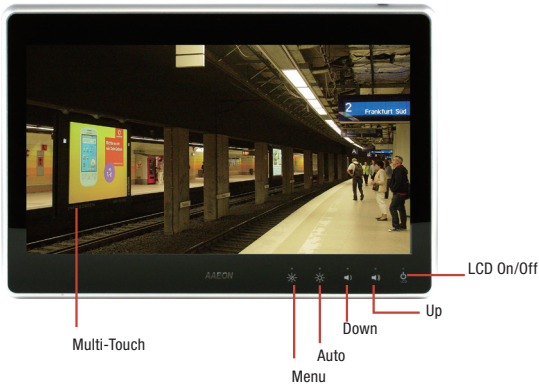 2
Frankfurt Süd
AAEON
LCD On/Off
Up
Down
Auto
Menu
Multi-Touch